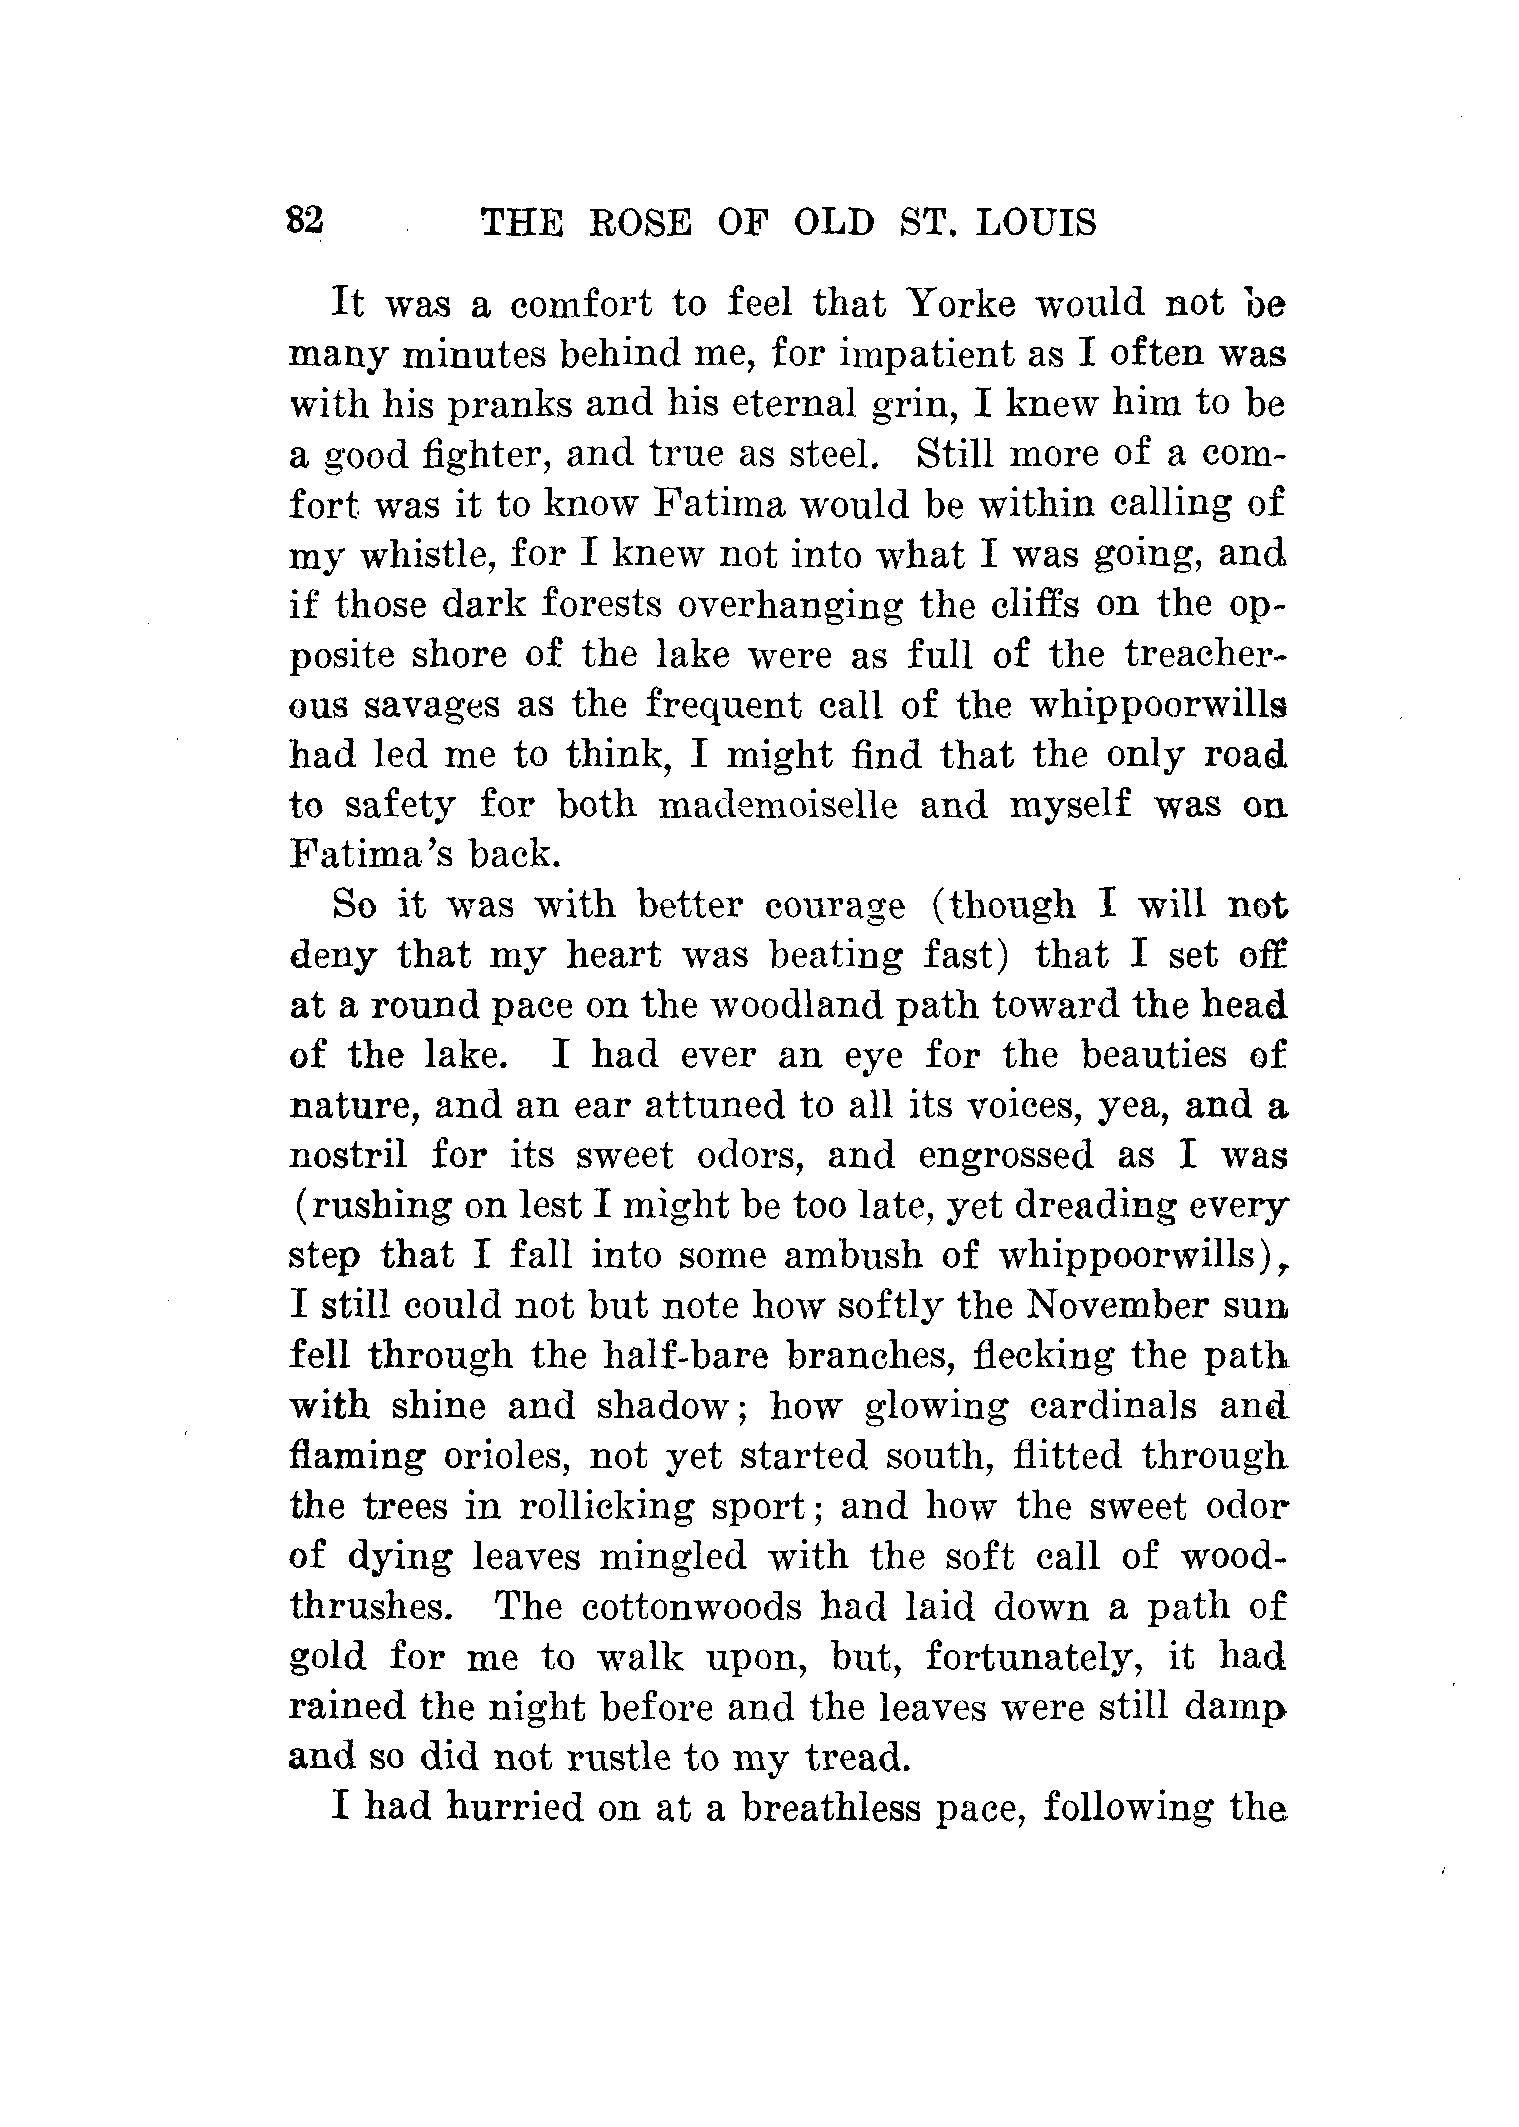 82 THE ROSE OF OLD ST. LOUIS
It was a comfort to feel that Yorke would not be
many minutes behind me, for impatient as I often was
with his pranks and his eternal grin, I knew him to be
a good fighter, and true as steel. Still more of a com-
fort was it to know Fatima would be within calling of
my whistle, for I knew not into what I was going, and
if those dark forests overhanging the cliffs on the op-
posite shore of the lake were as full of the treacher-
ous savages as the frequent call of the whippoorwills
had led me to think, I might find that the only road
to safety for both mademoiselle and myself was on
Fatima's back.
So it was with better courage (though I will not
deny that my heart was beating fast) that I set off
at a round pace on the woodland path toward the head
of the lake. I had ever an eye for the beauties of
nature, and an ear attuned to all its voices, yea, and a
nostril for its sweet odors, and engrossed as I was
(rushing on lest I might be too late, yet dreading every
step that I fall into some ambush of whippoorwills),
I still could not but note how softly the November sun
fell through the half-bare branches, flecking the path
with shine and shadow; how glowing cardinals and
flaming orioles, not yet started south, flitted through
the trees in rollicking sport; and how the sweet odor
of dying leaves mingled with the soft call of wood-
thrushes. The cottonwoods had laid down a path of
gold for me to walk upon, but, fortunately, it had
rained the night before and the leaves were still damp
and so did not rustle to my tread.
I had hurried on at a breathless pace, following the